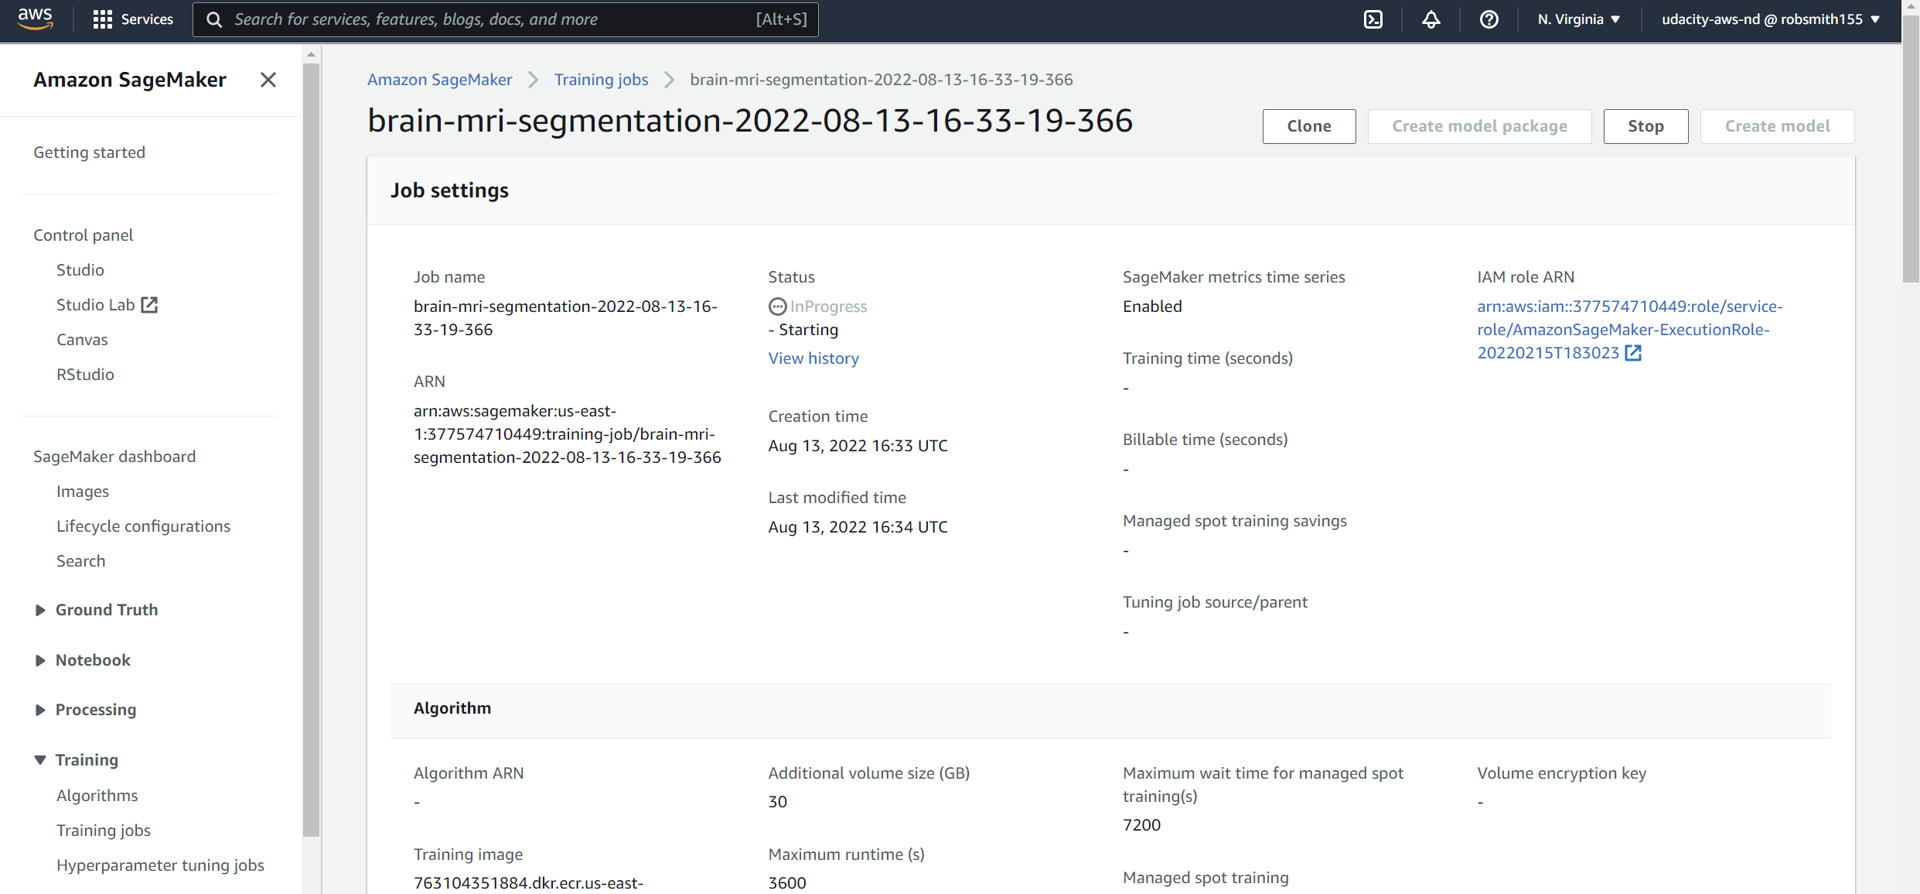 aws
Services
Search for services, features, blogs, docs, and more
[Alt+S]
N. Virginia
udacity-aws-nd @ robsmith155
Amazon SageMaker
Getting started
Control panel
Studio
Studio Lab
Canvas
RStudio
SageMaker dashboard
Images
Lifecycle configurations
Search
Ground Truth
Notebook
Processing
Training
Algorithms
Training jobs
Hyperparameter tuning jobs
Amazon SageMaker
Training jobs
brain-mri-segmentation-2022-08-13-16-33-19-366
brain-mri-segmentation-2022-08-13-16-33-19-366
Clone
Create model package
Stop
Create model
Job settings
Job name
brain-mri-segmentation-2022-08-13-16-
33-19-366
ARN
arn:aws:sagemaker:us-east-
1:377574710449:training-job/brain-mri-
segmentation-2022-08-13-16-33-19-366
Status
InProgress
- Starting
View history
Creation time
Aug 13, 2022 16:33 UTC
Last modified time
Aug 13, 2022 16:34 UTC
SageMaker metrics time series
Enabled
Training time (seconds)
-
Billable time (seconds)
-
Managed spot training savings
-
Tuning job source/parent
-
IAM role ARN
arn:aws:iam::377574710449:role/service-
role/AmazonSageMaker-ExecutionRole-
20220215T183023
Algorithm
Algorithm ARN
-
Training image
763104351884.dkr.ecr.us-east-
Additional volume size (GB)
30
Maximum runtime (s)
3600
Maximum wait time for managed spot
training(s)
7200
Managed spot training
Volume encryption key
-